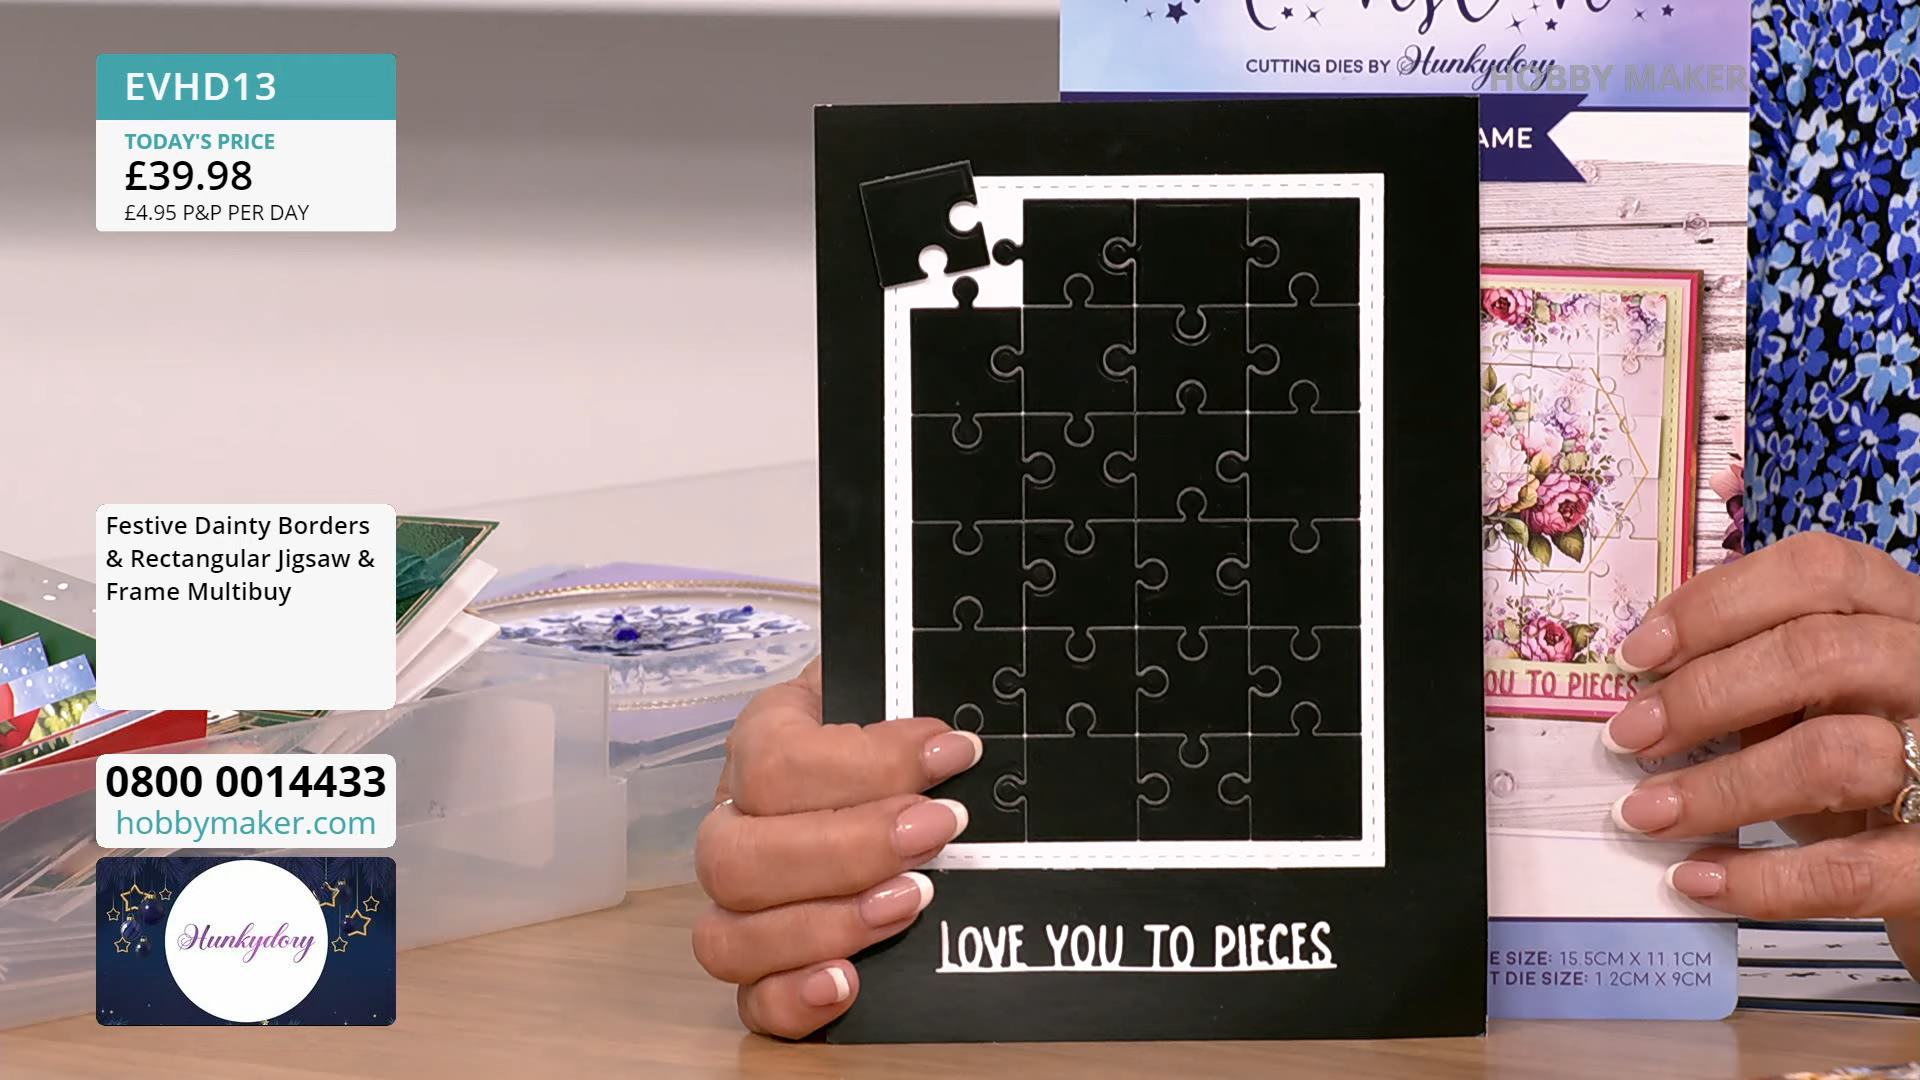 EVHD13
TODAY'S PRICE
£39.98
£4.95 P&P PER DAY
CUTTING DIES BY Hunkydory
HOBBY MAKER
Festive Dainty Borders
& Rectangular Jigsaw &
Frame Multibuy
YOU TO PIECES
0800 0014433
hobbymaker.com
Hunkydory
LOVE YOU TO PIECES
SIZE: 15.5CM X 11.1CM
DIE SIZE: 1.2CM X 9CM